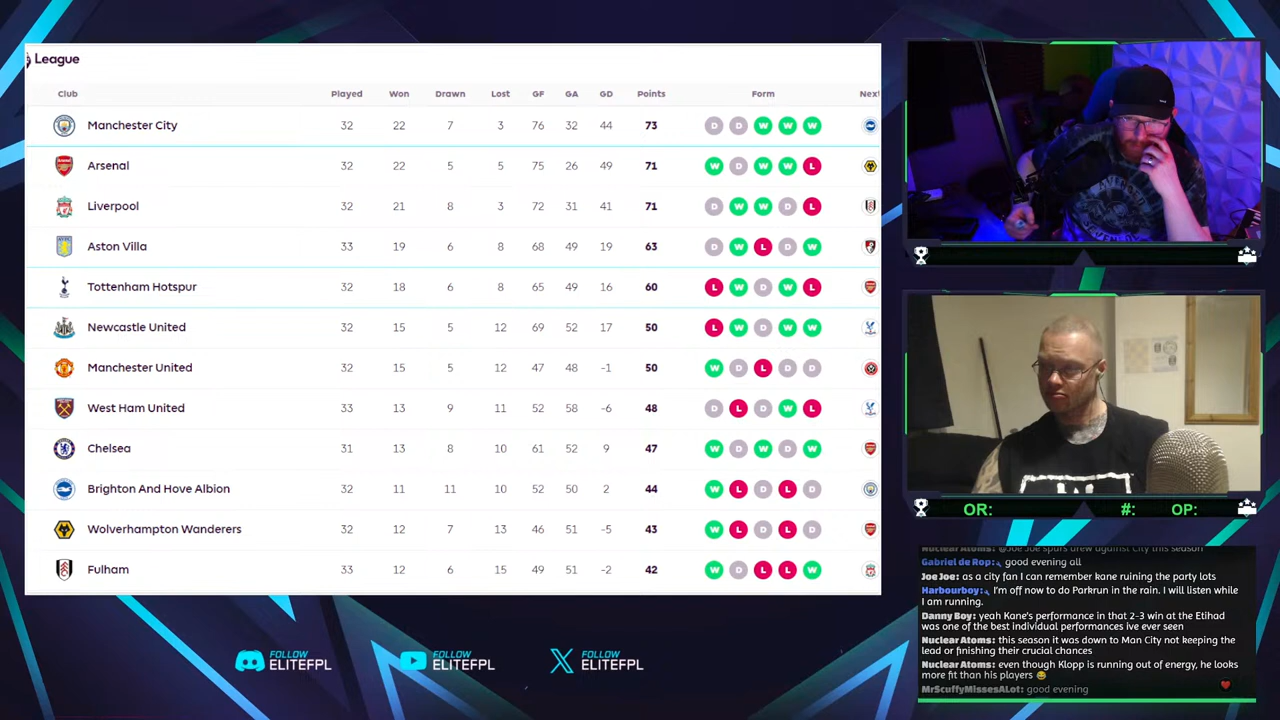 League
Club Played Won Drawn Lost GF GA GD Points Form Next
Manchester City 32 22 7 3 76 32 44 73 D D W W W
Arsenal 32 22 5 5 75 26 49 71 W D W W L
Liverpool 32 21 8 3 72 31 41 71 D W W D L
Aston Villa 33 19 6 8 68 49 19 63 D W L D W
Tottenham Hotspur 32 18 6 8 65 49 16 60 L W D W L
Newcastle United 32 15 5 12 69 52 17 50 L W D W W
Manchester United 32 15 5 12 47 48 -1 50 W D L D D
West Ham United 33 13 9 11 52 58 -6 48 D L D W L
Chelsea 31 13 8 10 61 52 9 47 W D W D W
Brighton And Hove Albion 32 11 11 10 52 50 2 44 W L D L D
Wolverhampton Wanderers 32 12 7 13 46 51 -5 43 W L D L D
Fulham 33 12 6 15 49 51 -2 42 W D L L W
FOLLOW
ELITEFPL
FOLLOW
ELITEFPL
FOLLOW
ELITEFPL
OR: #: OP:
Nuclear Atoms: @Joe Joe spurs drew against City this season
Gabriel de Rop: good evening all
Joe Joe: as a city fan I can remember kane ruining the party lots
Harbourboy: I'm off now to do Parkrun in the rain. I will listen while
I am running.
Danny Boy: yeah Kane's performance in that 2-3 win at the Etihad
was one of the best individual performances ive ever seen
Nuclear Atoms: this season it was down to Man City not keeping the
lead or finishing their crucial chances
Nuclear Atoms: even though Klopp is running out of energy, he looks
more fit than his players 😂
MrScuffyMissesALot: good evening